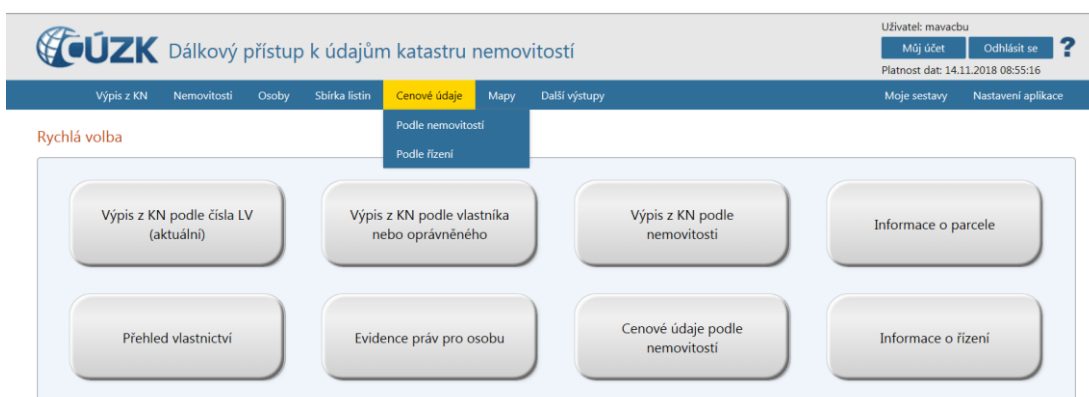 Uživatel: mavacbu
ČÚZK Dálkový přístup k údajům katastru nemovitostí
Můj účet Odhlásit se ?
Platnost dat: 14.11.2018 08:55:16
Výpis z KN Nemovitosti Osoby Sbírka listin Cenové údaje Mapy Další výstupy Moje sestavy Nastavení aplikace
Podle nemovitostí
Podle řízení
Rychlá volba
Výpis z KN podle čísla LV
(aktuální)
Výpis z KN podle vlastníka
nebo oprávněného
Výpis z KN podle
nemovitosti
Informace o parcele
Přehled vlastnictví
Evidence práv pro osobu
Cenové údaje podle
nemovitostí
Informace o řízení